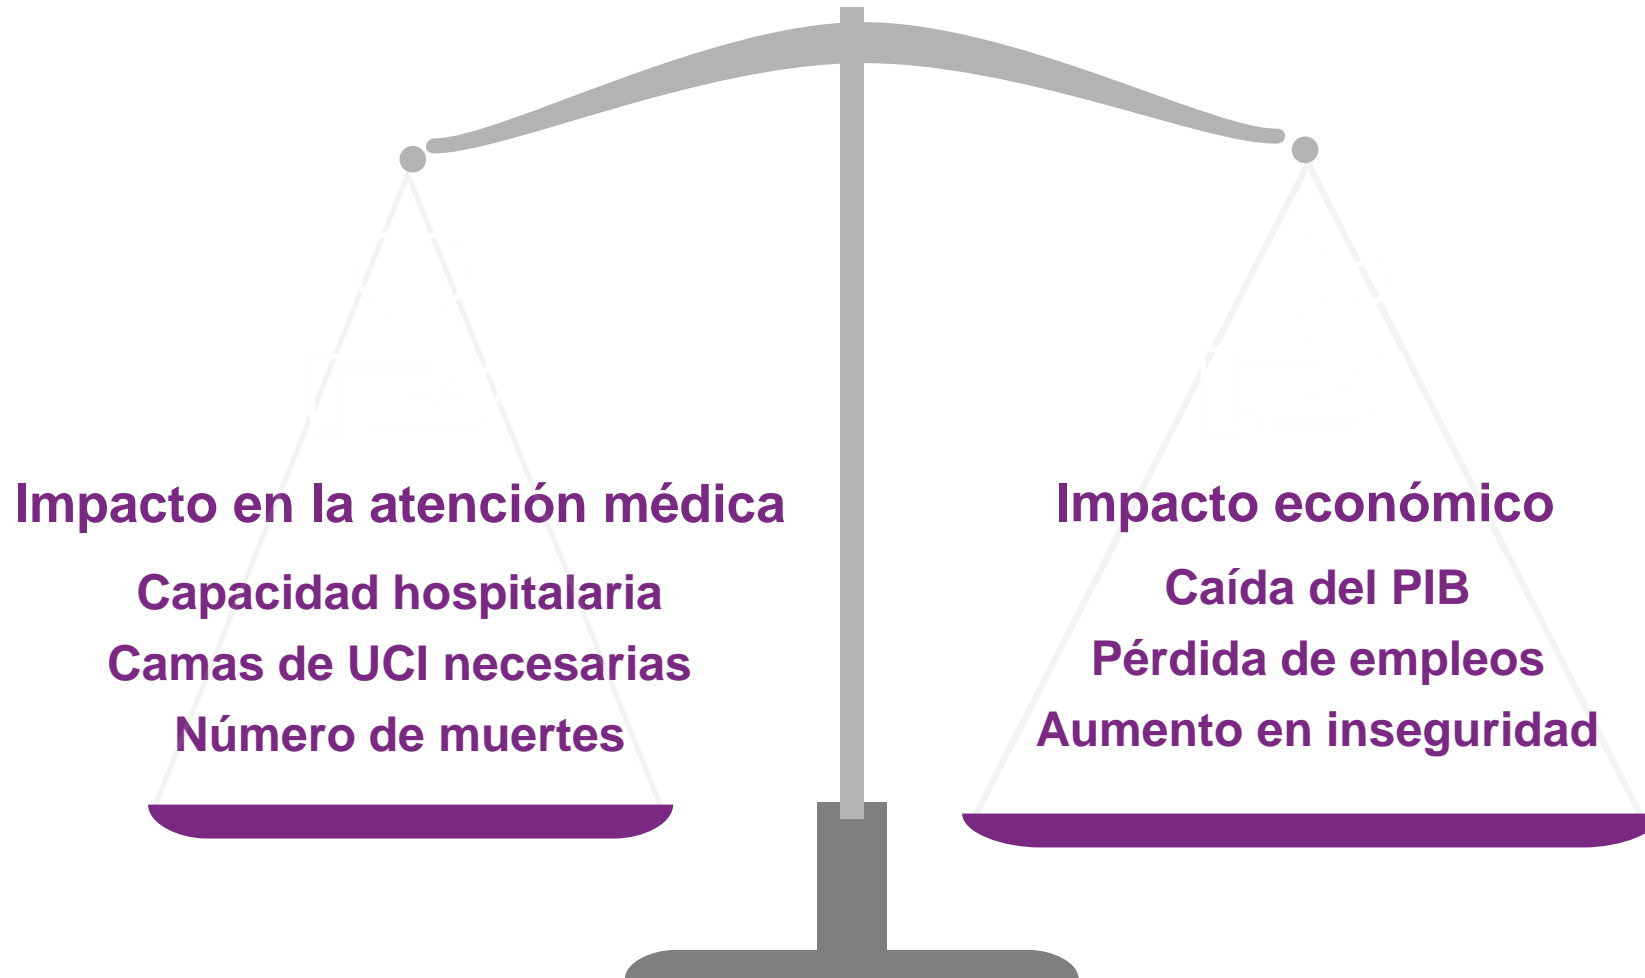 Impacto en la atención médica
Capacidad hospitalaria
Camas de UCI necesarias
Número de muertes
Impacto económico
Caída del PIB
Pérdida de empleos
Aumento en inseguridad